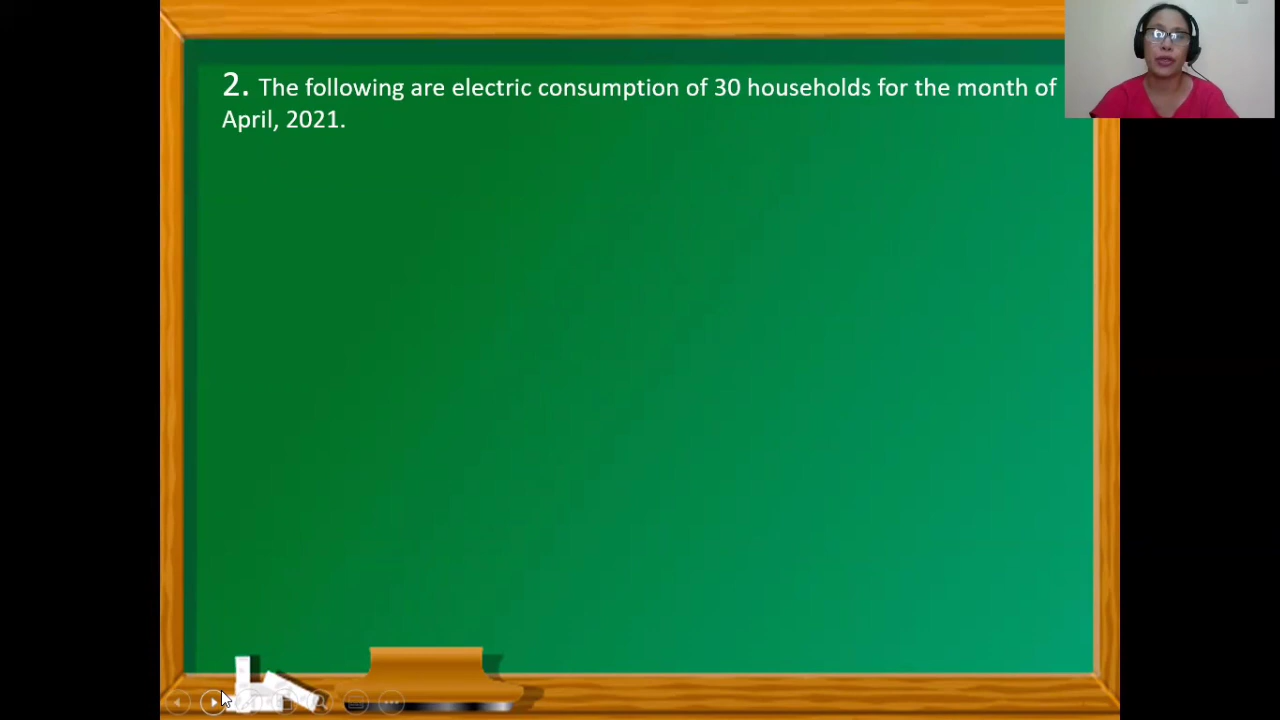 2. The following are electric consumption of 30 households for the month of
April, 2021.